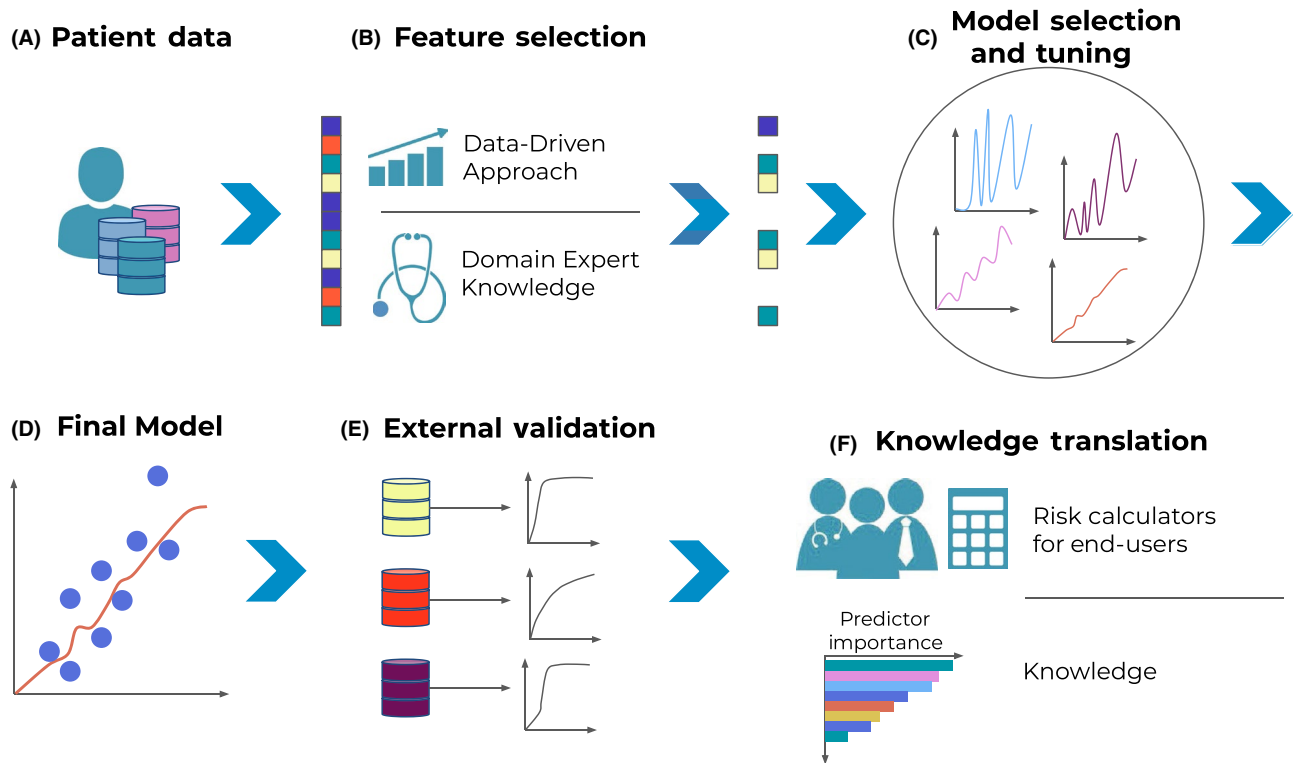 (A) Patient data
(B) Feature selection
Data-Driven
Approach
Domain Expert
Knowledge
(C) Model selection
and tuning
(D) Final Model
(E) External validation
(F) Knowledge translation
Risk calculators
for end-users
Predictor
importance
Knowledge